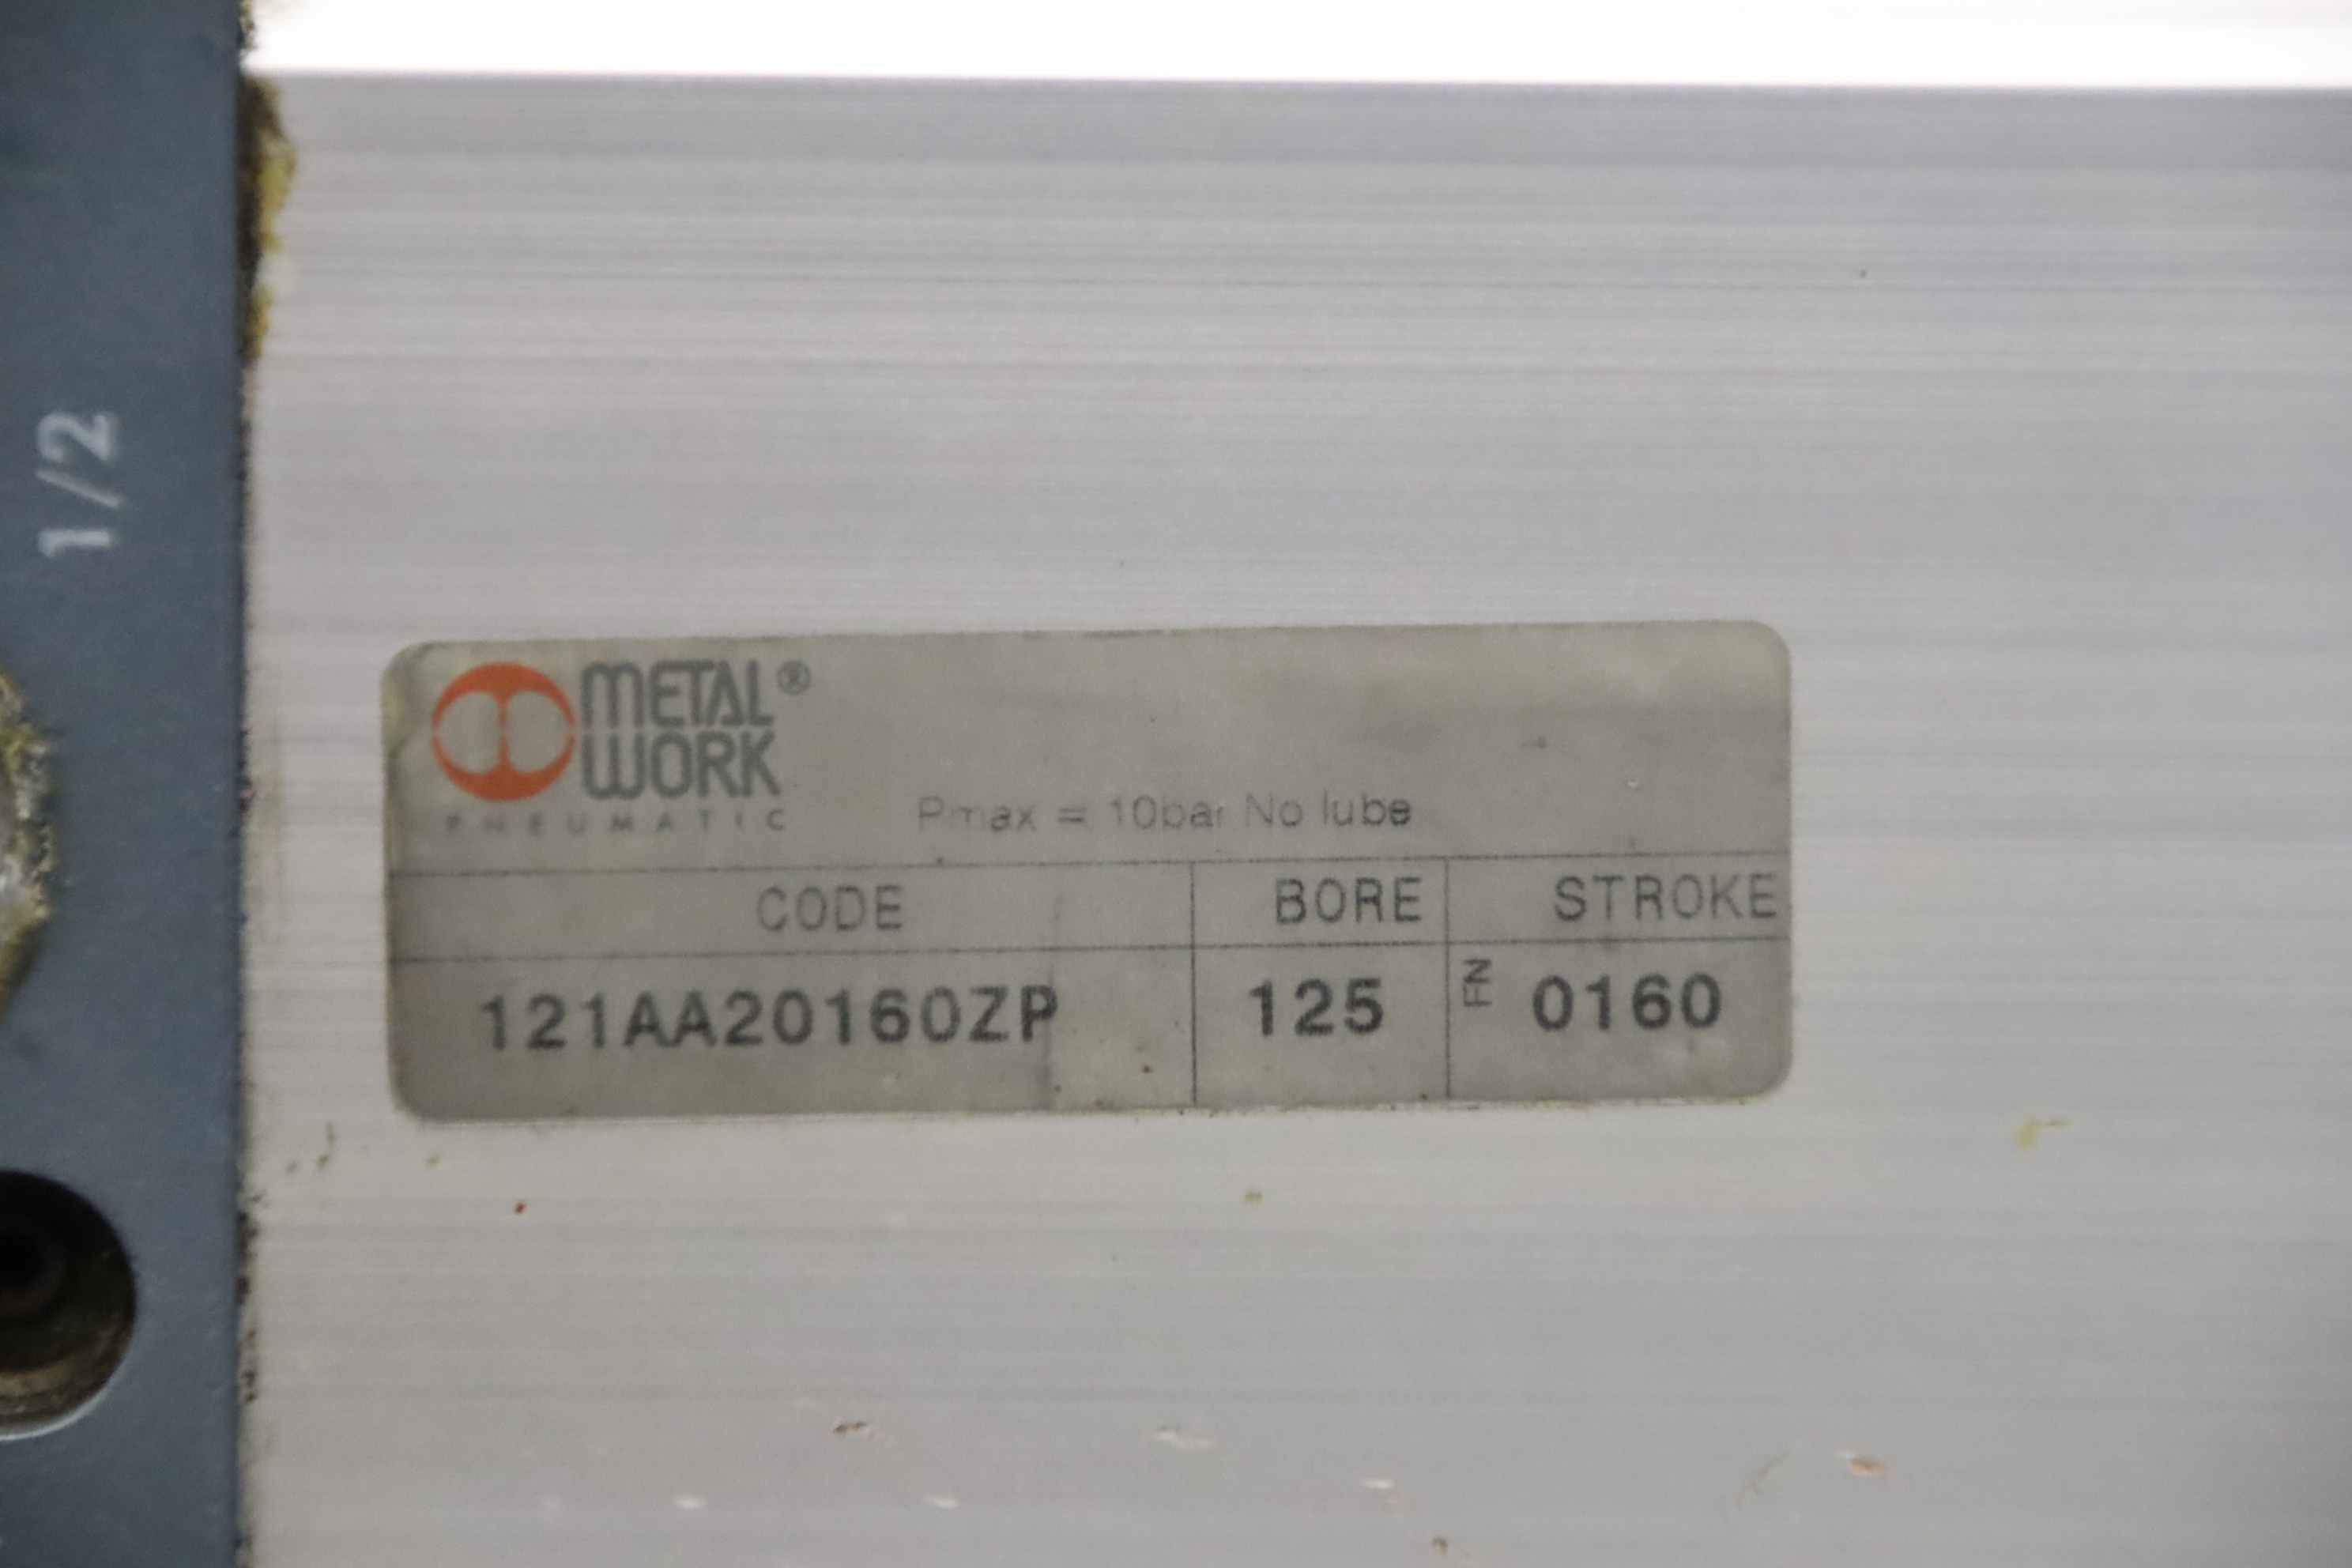 1/2
METAL®
WORK
PNEUMATIC
Pmax = 10bar No lube
CODE BORE STROKE
121AA20160ZP 125 FN 0160